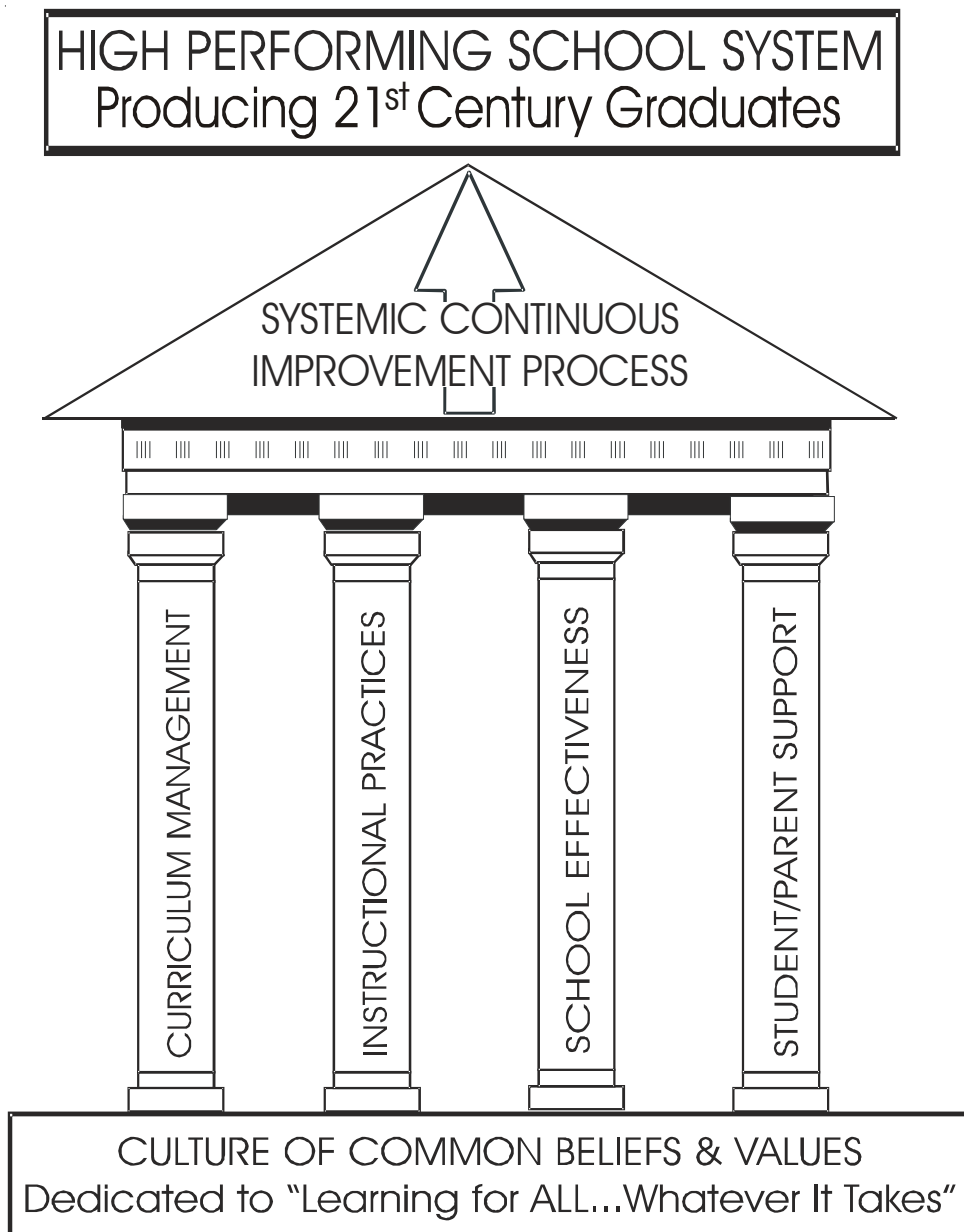 HIGH PERFORMING SCHOOL SYSTEM
Producing 21st Century Graduates
SYSTEMIC CONTINUOUS
IMPROVEMENT PROCESS
CURRICULUM MANAGEMENT
INSTRUCTIONAL PRACTICES
SCHOOL EFFECTIVENESS
STUDENT/PARENT SUPPORT
CULTURE OF COMMON BELIEFS & VALUES
Dedicated to “Learning for ALL...Whatever It Takes”